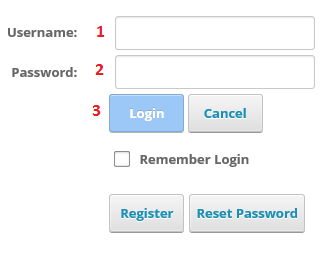 Username: 1
Password: 2
3 Login Cancel
Remember Login
Register Reset Password